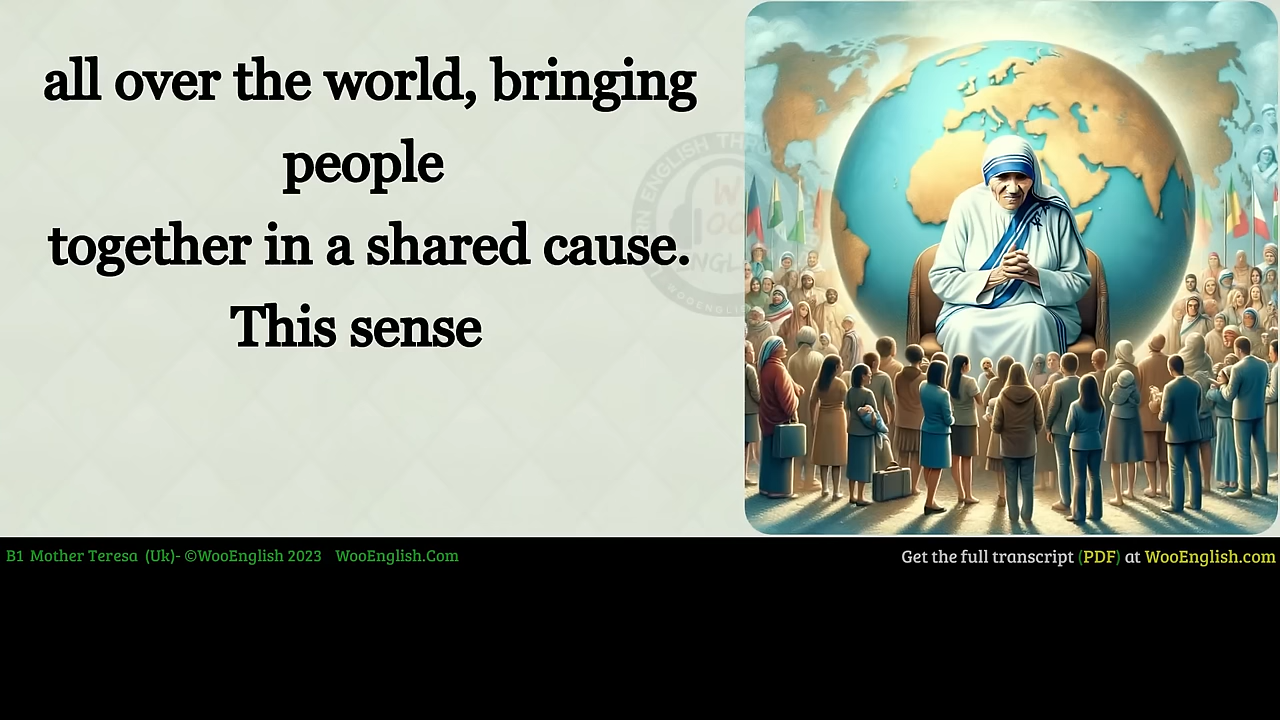 all over the world, bringing
people
together in a shared cause.
This sense
B1 Mother Teresa (Uk)- ©WooEnglish 2023 WooEnglish.Com
Get the full transcript (PDF) at WooEnglish.com